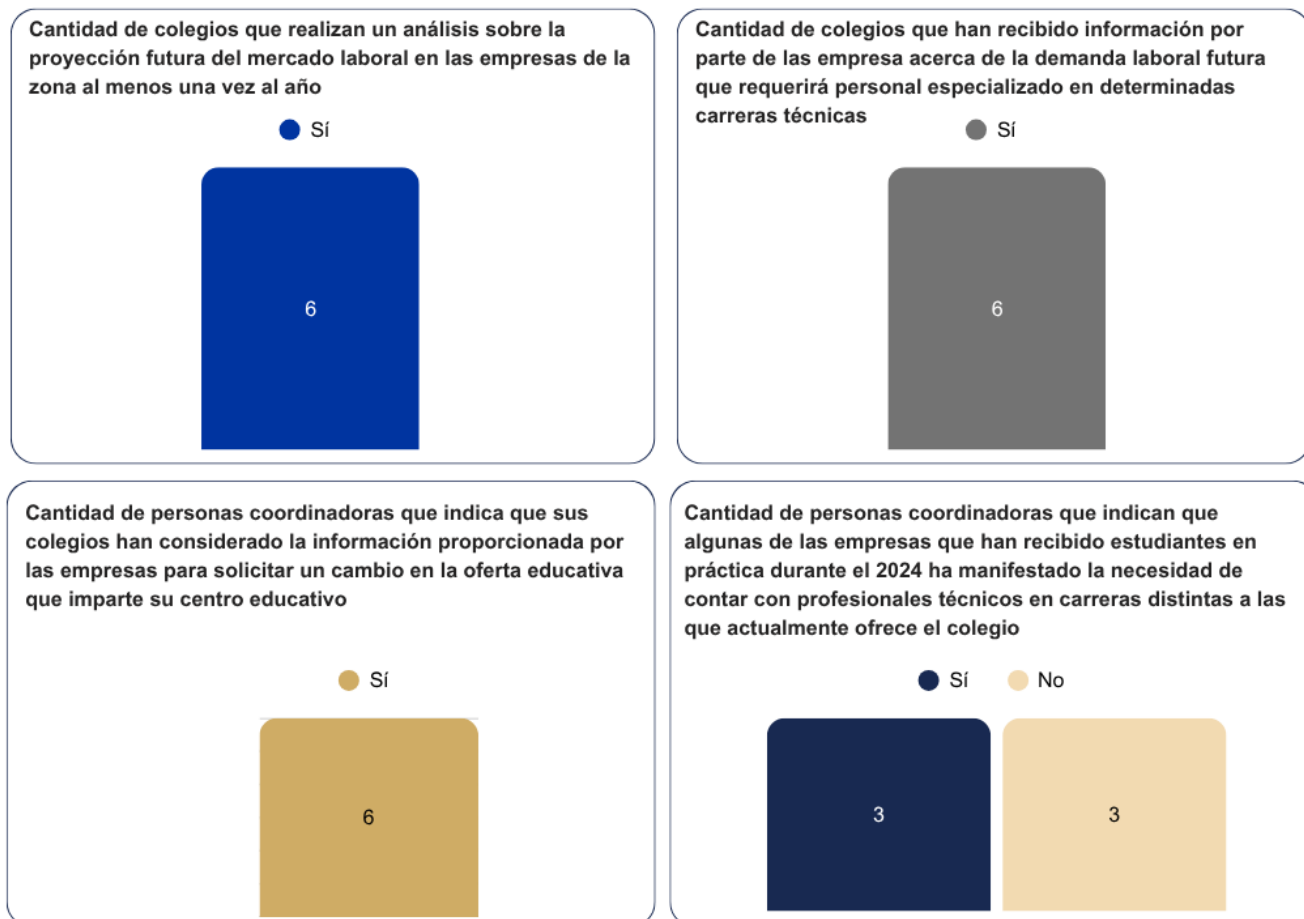 Cantidad de colegios que realizan un análisis sobre la
proyección futura del mercado laboral en las empresas de la
zona al menos una vez al año
Sí
6
Cantidad de colegios que han recibido información por
parte de las empresa acerca de la demanda laboral futura
que requerirá personal especializado en determinadas
carreras técnicas
Sí
6
Cantidad de personas coordinadoras que indica que sus
colegios han considerado la información proporcionada por
las empresas para solicitar un cambio en la oferta educativa
que imparte su centro educativo
Sí
6
Cantidad de personas coordinadoras que indican que
algunas de las empresas que han recibido estudiantes en
práctica durante el 2024 ha manifestado la necesidad de
contar con profesionales técnicos en carreras distintas a las
que actualmente ofrece el colegio
Sí No
3 3